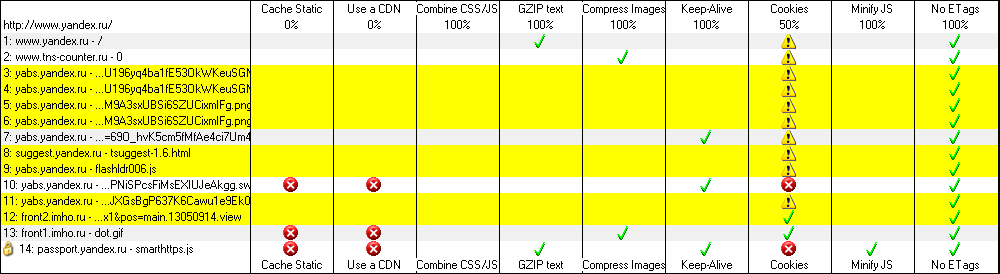 Cache Static Use a CDN Combine CSS/JS GZIP text Compress Images Keep-Alive Cookies Minify JS No ETags
http://www.yandex.ru/ 0% 0% 100% 100% 100% 100% 50% 100% 100%
1: www.yandex.ru - /
2: www.tns-counter.ru - 0
3: yabs.yandex.ru - ...U196yq4ba1fE53OkWKeuSGN
4: yabs.yandex.ru - ...U196yq4ba1fE53OkWKeuSGN
5: yabs.yandex.ru - ...M9A3sxUBSi6SZUCixmIFg.png
6: yabs.yandex.ru - ...M9A3sxUBSi6SZUCixmIFg.png
7: yabs.yandex.ru - ...=69O_hvK5cm5fMfAe4ci7Um4
8: suggest.yandex.ru - tsuggest-1.6.html
9: yabs.yandex.ru - flashldr006.js
10: yabs.yandex.ru - ...PNiSPcsFiMsEXIUJeAkgg.sw
11: yabs.yandex.ru - ...JXGsBgP637K6Cawu1e9Ek0
12: front2.imho.ru - ...x1&pos=main.13050914.view
13: front1.imho.ru - dot.gif
14: passport.yandex.ru - smarthttps.js
Cache Static Use a CDN Combine CSS/JS GZIP text Compress Images Keep-Alive Cookies Minify JS No ETags